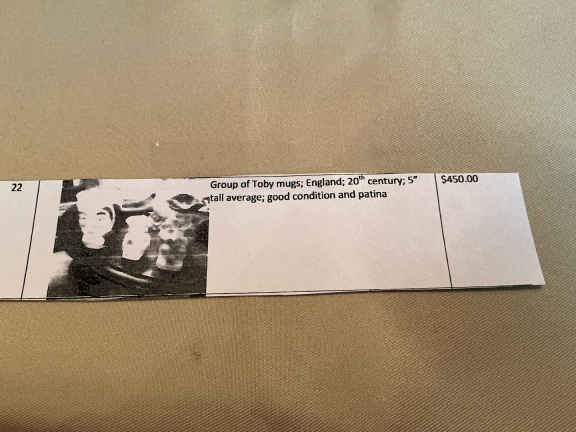 22
Group of Toby mugs; England; 20th century; 5"
tall average; good condition and patina
$450.00